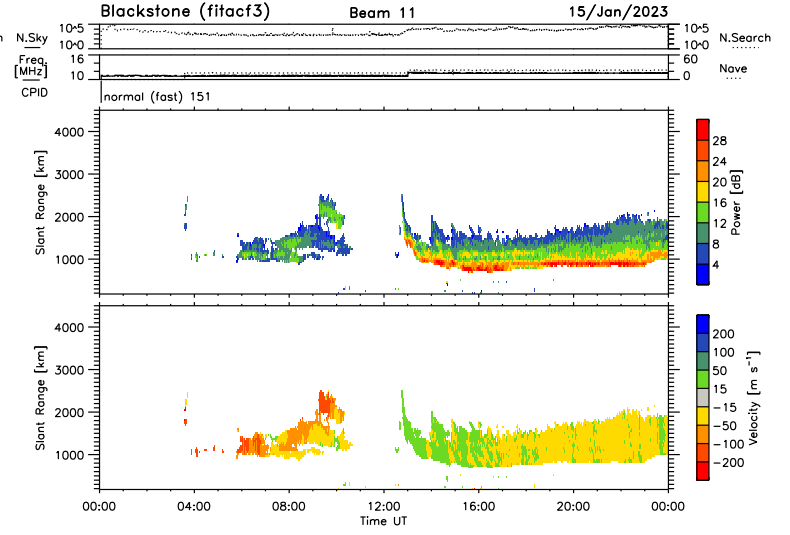 Blackstone (fitacf3) Beam 11 15/Jan/2023
N.Sky 10^5 10^0 10^5 10^0 N.Search
Freq. [MHz] 16 10 60 0 Nave
CPID normal (fast) 151
Slant Range [km] 4000 3000 2000 1000
28 24 20 16 12 8 4 Power [dB]
Slant Range [km] 4000 3000 2000 1000
200 100 50 15 -15 -50 -100 -200 Velocity [m s⁻¹]
00:00 04:00 08:00 12:00 16:00 20:00 00:00
Time UT